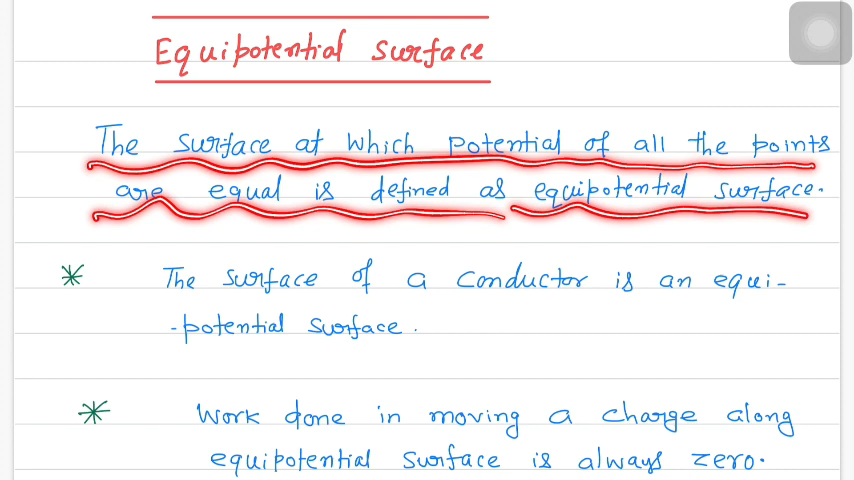 Equipotential surface
The surface at which potential of all the points
are equal is defined as equipotential surface.
* The surface of a conductor is an equi-
-potential surface.
* Work done in moving a charge along
equipotential surface is always zero.